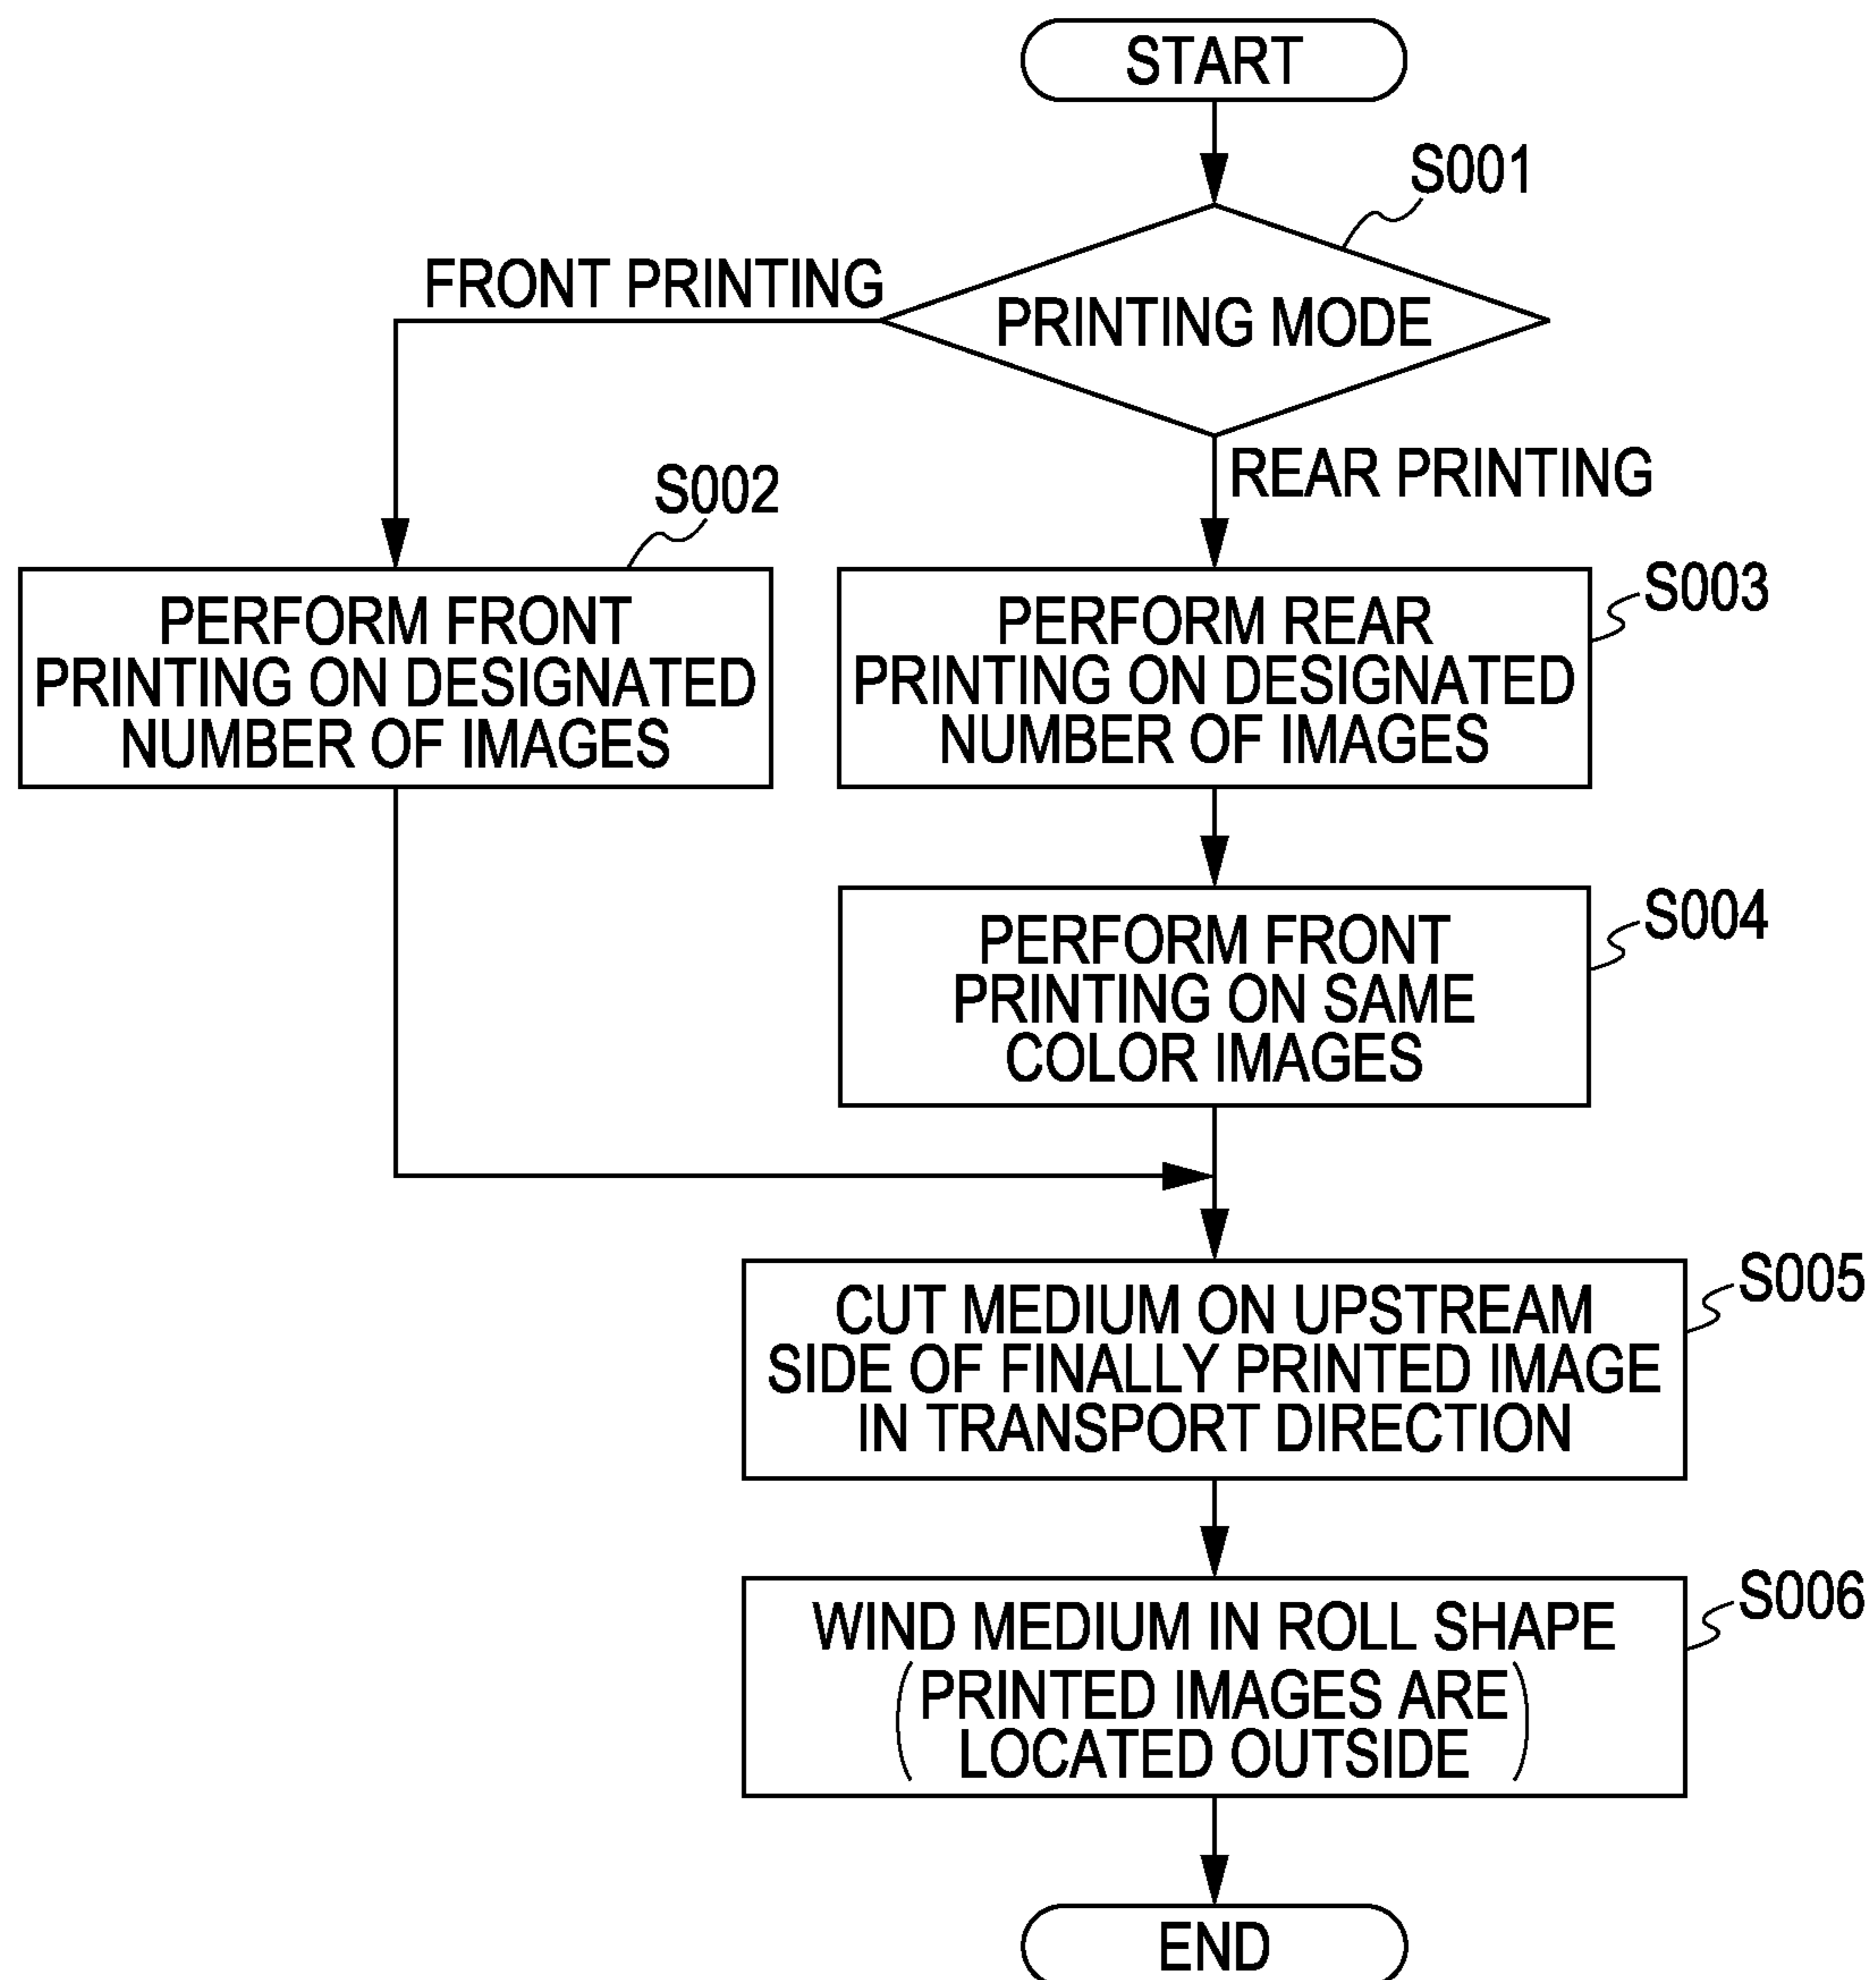 START
S001
FRONT PRINTING
PRINTING MODE
REAR PRINTING
S002
PERFORM FRONT
PRINTING ON DESIGNATED
NUMBER OF IMAGES
S003
PERFORM REAR
PRINTING ON DESIGNATED
NUMBER OF IMAGES
S004
PERFORM FRONT
PRINTING ON SAME
COLOR IMAGES
S005
CUT MEDIUM ON UPSTREAM
SIDE OF FINALLY PRINTED IMAGE
IN TRANSPORT DIRECTION
S006
WIND MEDIUM IN ROLL SHAPE
(PRINTED IMAGES ARE
LOCATED OUTSIDE)
END